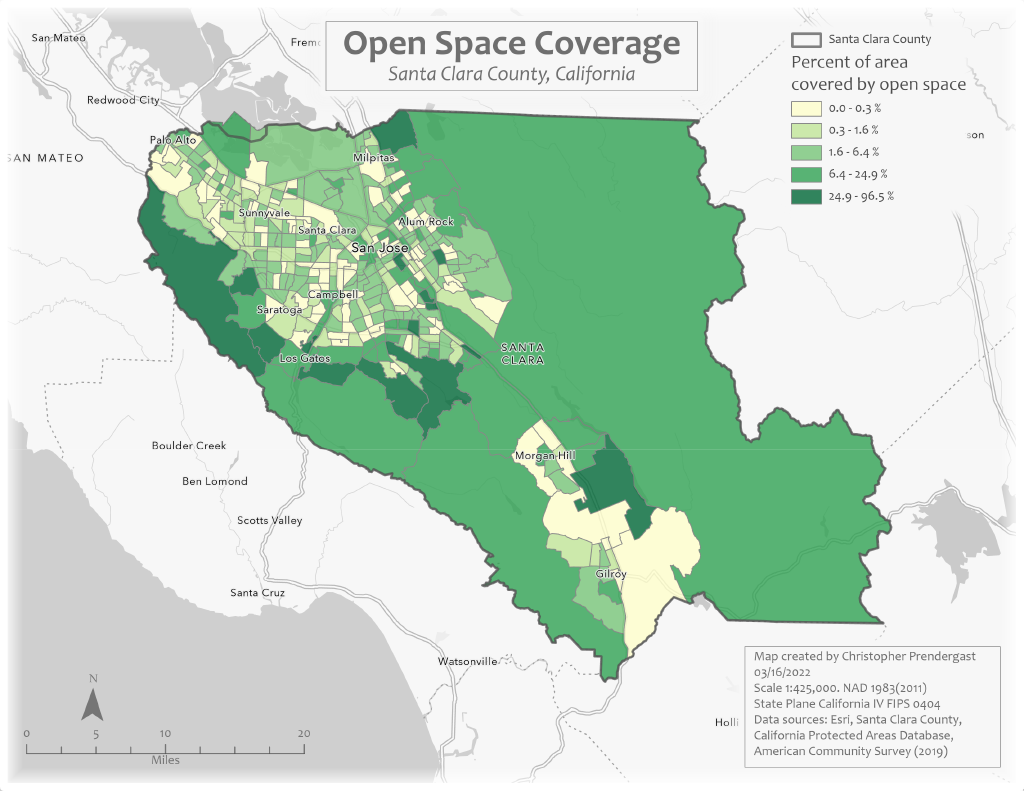 Open Space Coverage
Santa Clara County, California
Santa Clara County
Percent of area
covered by open space
0.0 - 0.3 %
0.3 - 1.6 %
1.6 - 6.4 %
6.4 - 24.9 %
24.9 - 96.5 %
San Mateo
Frem
Redwood City
Palo Alto
SAN MATEO
Milpitas
son
Sunnyvale
Alum Rock
Santa Clara
San Jose
Campbell
Saratoga
Los Gatos
SANTA
CLARA
Boulder Creek
Morgan Hill
Ben Lomond
Scotts Valley
Gilroy
Santa Cruz
Watsonville
Holli
N
0 5 10 20
Miles
Map created by Christopher Prendergast
03/16/2022
Scale 1:425,000. NAD 1983(2011)
State Plane California IV FIPS 0404
Data sources: Esri, Santa Clara County,
California Protected Areas Database,
American Community Survey (2019)